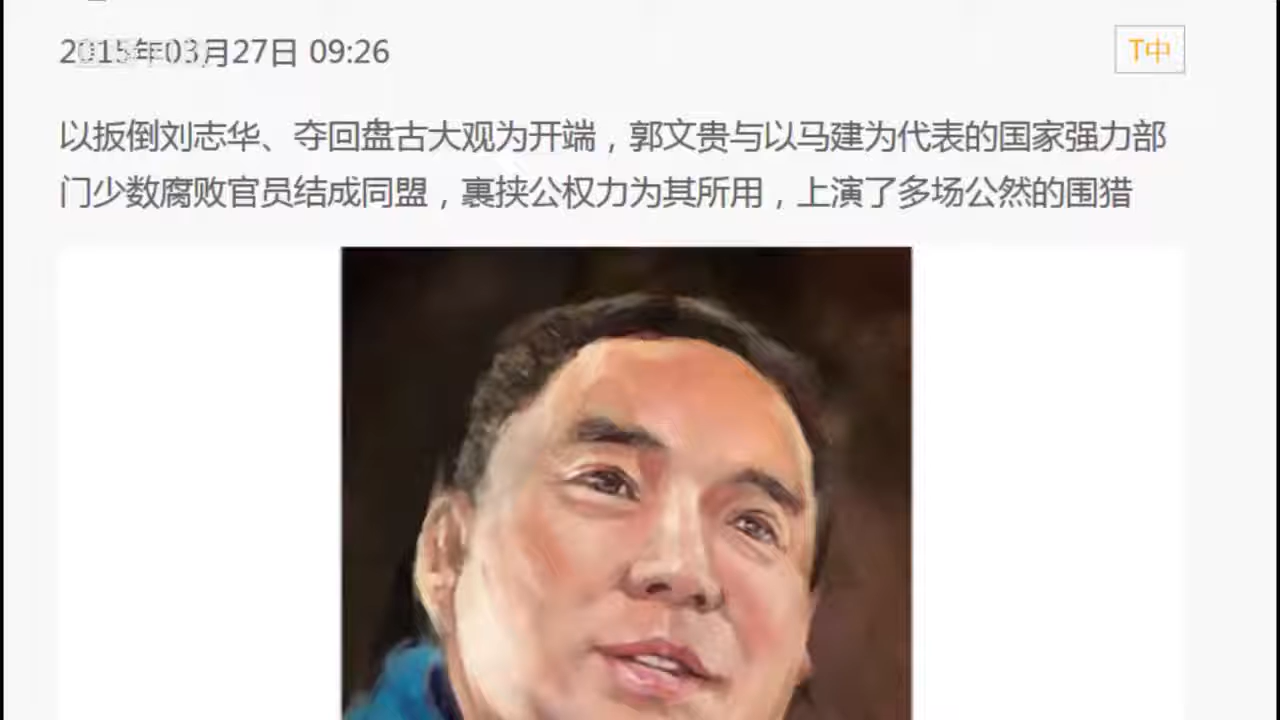 2015年03月27日 09:26
T中
以扳倒刘志华、夺回盘古大观为开端，郭文贵与以马建为代表的国家强力部
门少数腐败官员结成同盟，裹挟公权力为其所用，上演了多场公然的围猎